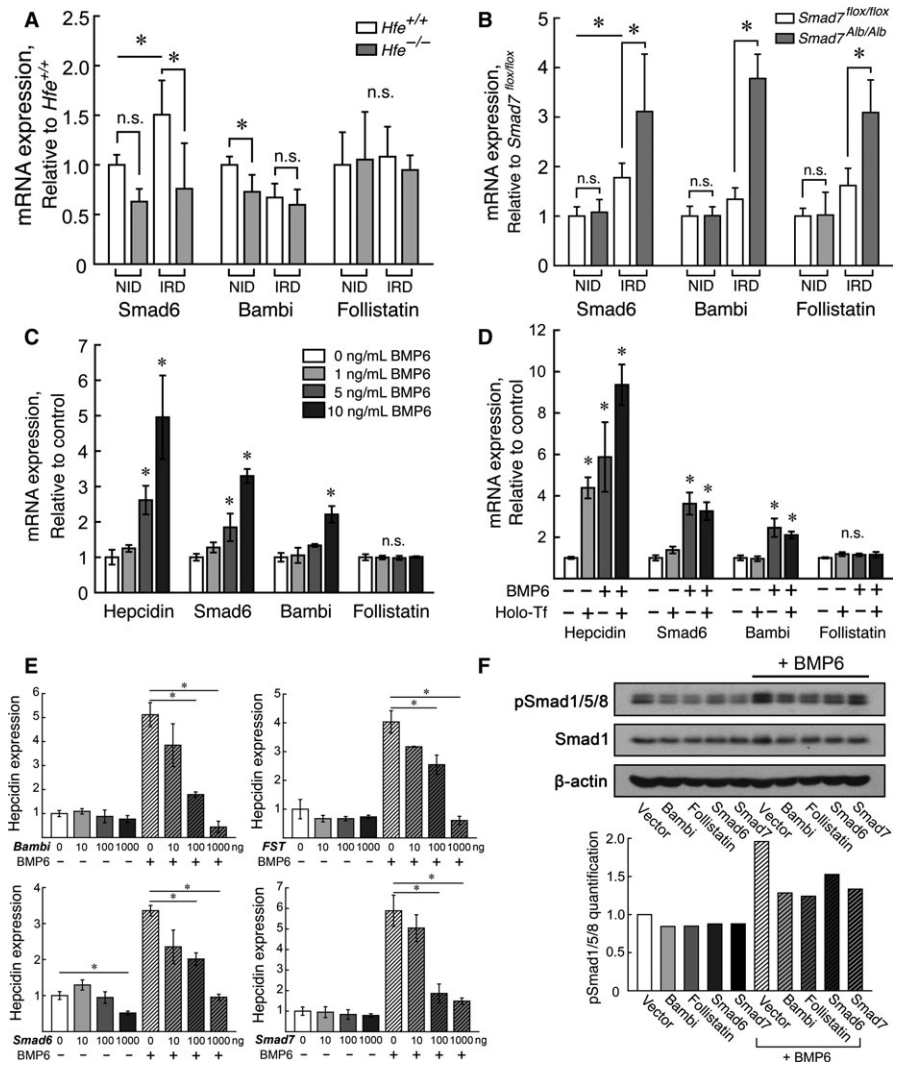 A
mRNA expression,
Relative to Hfe+/+
2.5
2.0
1.5
1.0
0.5
0
Hfe+/+
Hfe−/−
*
*
n.s.
*
n.s.
n.s.
NID IRD NID IRD NID IRD
Smad6 Bambi Follistatin
B
mRNA expression,
Relative to Smad7 flox/flox
5
4
3
2
1
0
Smad7flox/flox
Smad7Alb/Alb
* * * *
n.s. n.s. n.s.
NID IRD NID IRD NID IRD
Smad6 Bambi Follistatin
C
mRNA expression,
Relative to control
7
6
5
4
3
2
1
0
0 ng/mL BMP6
1 ng/mL BMP6
5 ng/mL BMP6
10 ng/mL BMP6
* * * * *
n.s.
Hepcidin Smad6 Bambi Follistatin
D
mRNA expression,
Relative to control
12
10
8
6
4
2
* * * * * * *
n.s.
BMP6 − − + + − − + + − − + + − − + +
Holo-Tf − + − + − + − + − + − + − + − +
Hepcidin Smad6 Bambi Follistatin
E
Hepcidin expression
6
5
4
3
2
1
*
*
Bambi 0 10 100 1000 0 10 100 1000 ng
BMP6 − − − − + + + +
Hepcidin expression
6
5
4
3
2
1
*
*
FST 0 10 100 1000 0 10 100 1000 ng
BMP6 − − − − + + + +
Hepcidin expression
4
3
2
1
*
*
*
Smad6 0 10 100 1000 0 10 100 1000 ng
BMP6 − − − − + + + +
Hepcidin expression
7
6
5
4
3
2
1
*
*
Smad7 0 10 100 1000 0 10 100 1000 ng
BMP6 − − − − + + + +
F
+ BMP6
pSmad1/5/8
Smad1
β-actin
Vector Bambi Follistatin Smad6 Smad7 Vector Bambi Follistatin Smad6 Smad7
pSmad1/5/8 quantification
2.0
1.5
1.0
0.5
0.0
Vector Bambi Follistatin Smad6 Smad7 Vector Bambi Follistatin Smad6 Smad7
+ BMP6